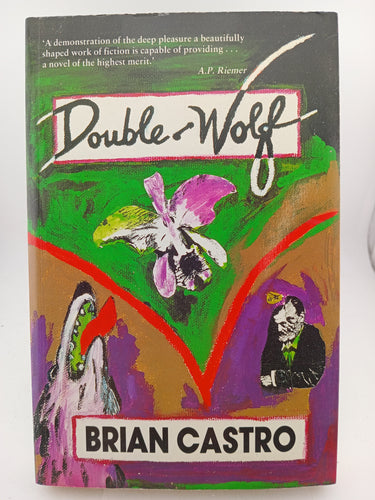 'A demonstration of the deep pleasure a beautifully
shaped work of fiction is capable of providing . . .
a novel of the highest merit.'
A.P. Riemer
Double-Wolf
BRIAN CASTRO